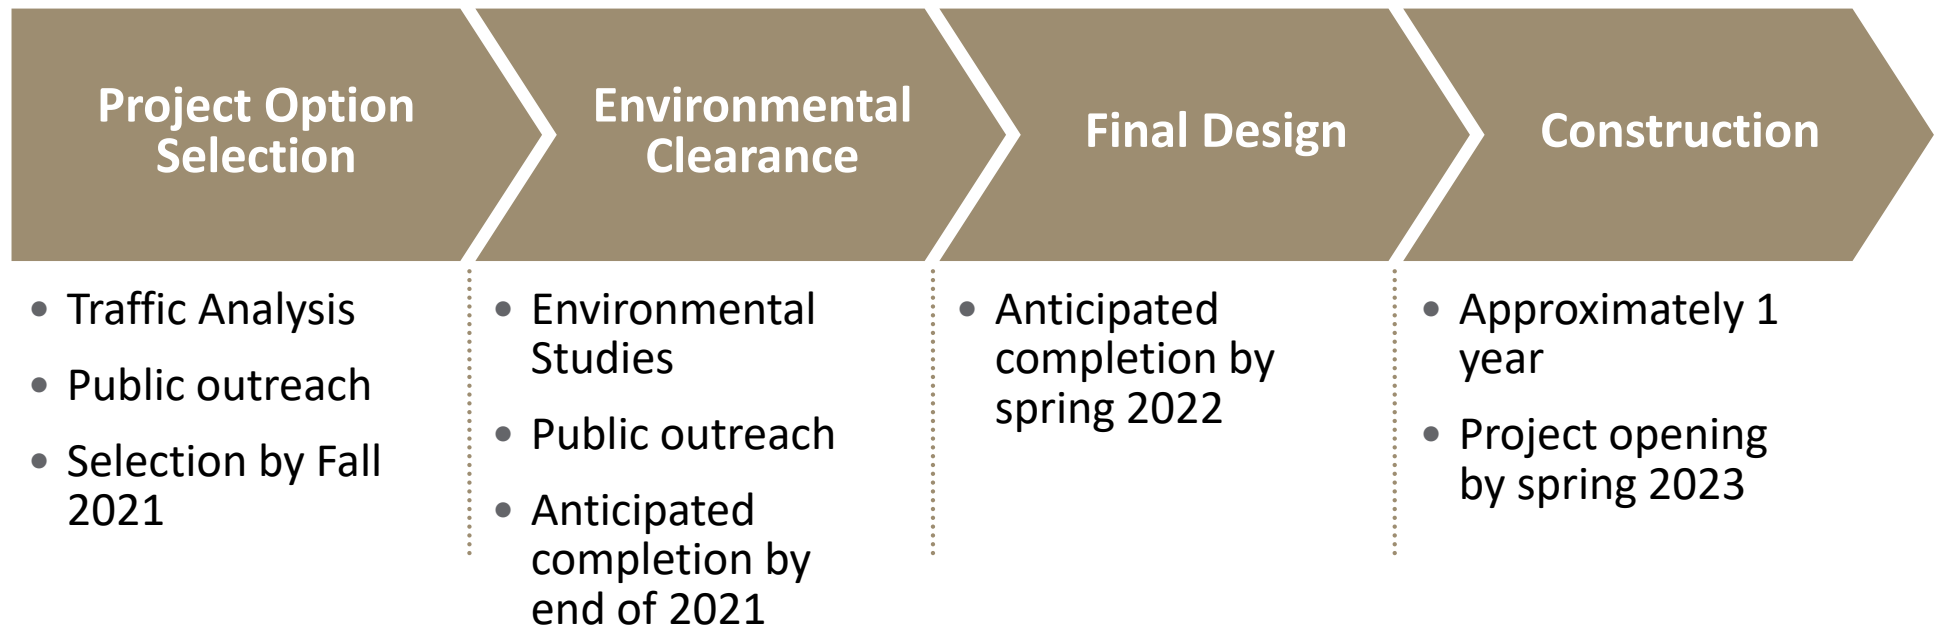 Project Option
Selection
• Traffic Analysis
• Public outreach
• Selection by Fall
2021
Environmental
Clearance
• Environmental
Studies
• Public outreach
• Anticipated
completion by
end of 2021
Final Design
• Anticipated
completion by
spring 2022
Construction
• Approximately 1
year
• Project opening
by spring 2023